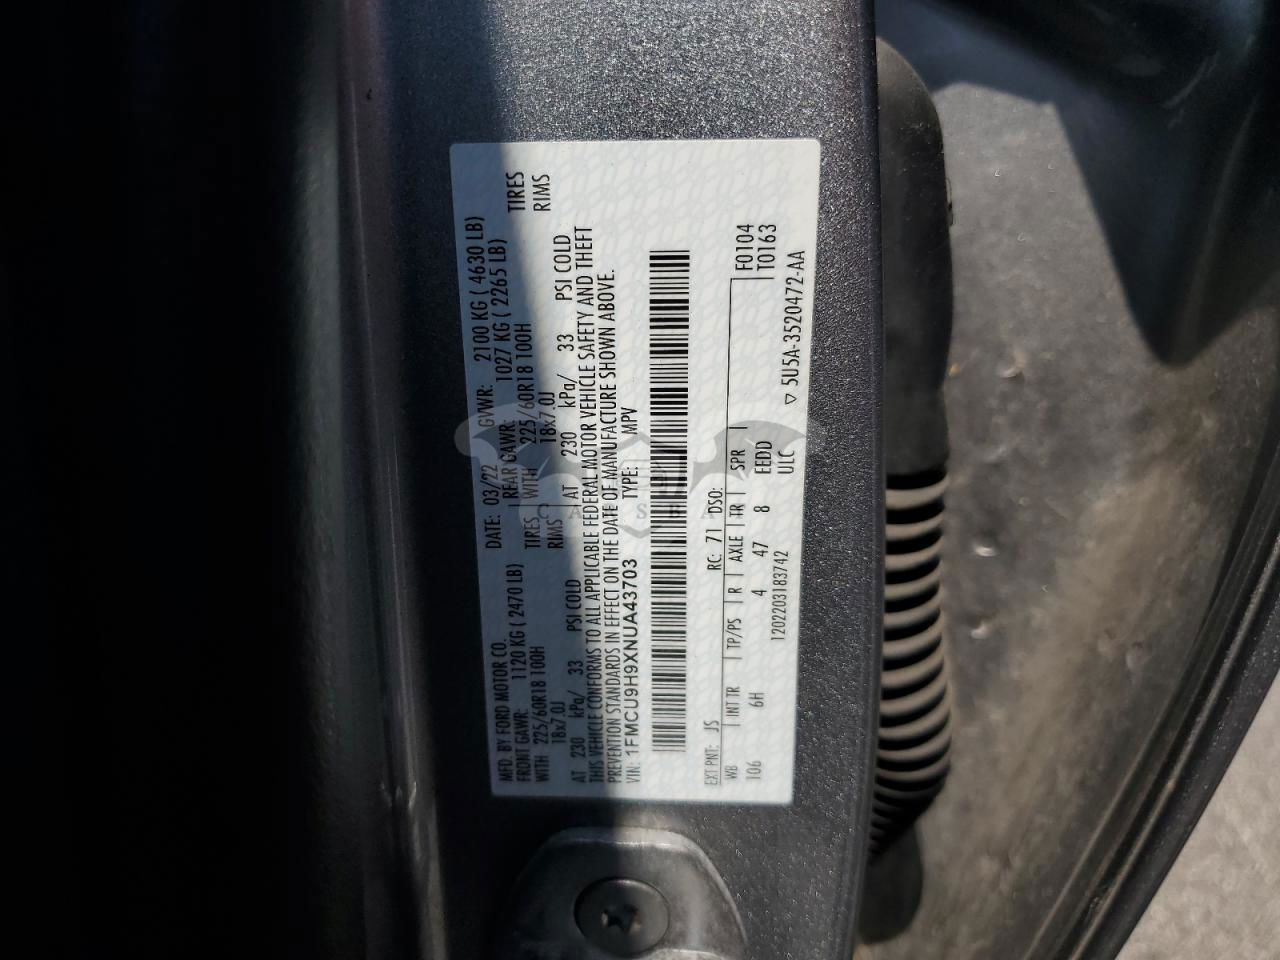 MFD. BY FORD MOTOR CO.
DATE: 03/22 GVWR: 2100 KG ( 4630 LB)
FRONT GAWR: 1120 KG ( 2470 LB) REAR GAWR: 1027 KG ( 2265 LB)
WITH 225/60R18 100H TIRES WITH 225/60R18 100H TIRES
18x7.0J RIMS 18x7.0J RIMS
AT 230 kPa/ 33 PSI COLD AT 230 kPa/ 33 PSI COLD
THIS VEHICLE CONFORMS TO ALL APPLICABLE FEDERAL MOTOR VEHICLE SAFETY AND THEFT
PREVENTION STANDARDS IN EFFECT ON THE DATE OF MANUFACTURE SHOWN ABOVE.
VIN: 1FMCU9H9XNUA43703 TYPE: MPV
EXT PNT: JS RC: 71 DSO: F0104
WB INT TR TP/PS R AXLE TR SPR T0163
106 6H 4 47 8 EEDD
1202203183742 ULC
▽ 5U5A-3520472-AA